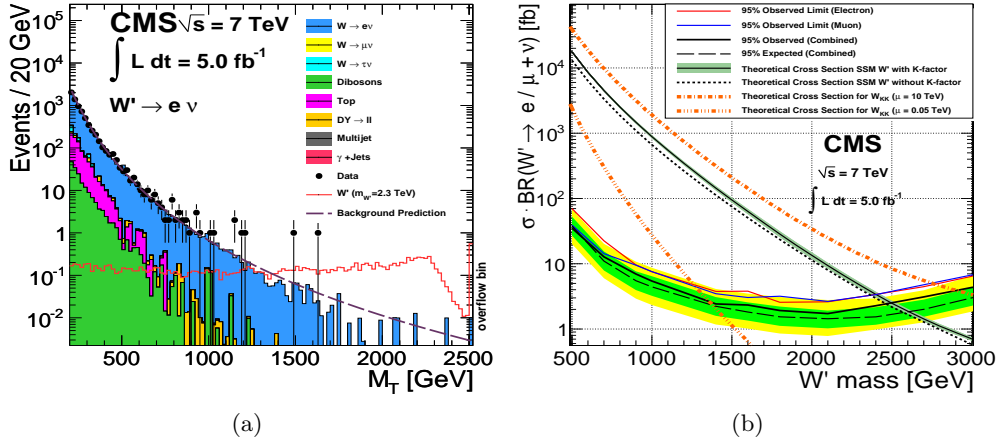 CMS √s = 7 TeV
∫ L dt = 5.0 fb⁻¹
W' → e ν
W → eν
W → μν
W → τν
Dibosons
Top
DY → ll
Multijet
γ +Jets
Data
W' (m_W'=2.3 TeV)
Background Prediction
Events / 20 GeV
10⁴
10³
10²
10
1
10⁻¹
10⁻²
500 1000 1500 2000 2500
M_T [GeV]
overflow bin
(a)
95% Observed Limit (Electron)
95% Observed Limit (Muon)
95% Observed (Combined)
95% Expected (Combined)
Theoretical Cross Section SSM W' with K-factor
Theoretical Cross Section SSM W' without K-factor
Theoretical Cross Section for W_KK (μ = 10 TeV)
Theoretical Cross Section for W_KK (μ = 0.05 TeV)
CMS
√s = 7 TeV
∫ L dt = 5.0 fb⁻¹
σ · BR(W' → e / μ + ν) [fb]
10⁴
10³
10²
10
1
500 1000 1500 2000 2500 3000
W' mass [GeV]
(b)